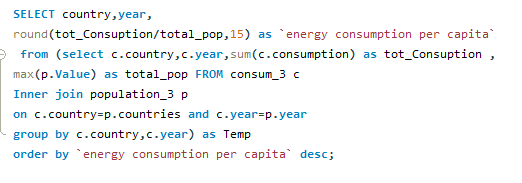 SELECT country,year,
round(tot_Consuption/total_pop,15) as `energy consumption per capita`
from (select c.country,c.year,sum(c.consumption) as tot_Consuption ,
max(p.Value) as total_pop FROM consum_3 c
Inner join population_3 p
on c.country=p.countries and c.year=p.year
group by c.country,c.year) as Temp
order by `energy consumption per capita` desc;